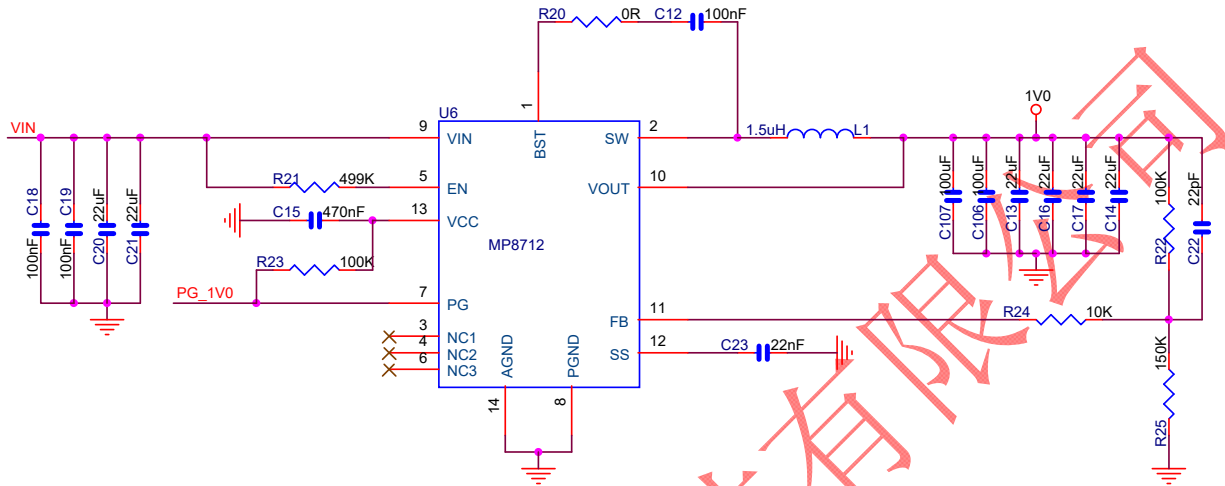 R20 0R C12 100nF
1V0
U6
VIN 9 VIN 1 BST SW 2 1.5uH L1
R21 499K 5 EN VOUT 10
C15 470nF 13 VCC
MP8712
R23 100K
PG_1V0 7 PG
3 NC1
4 NC2
6 NC3
FB 11 R24 10K
SS 12 C23 22nF
AGND PGND
14 8
C18 100nF
C19 100nF
C20 22uF
C21 22uF
C107 100uF
C106 100uF
C13 22uF
C16 22uF
C17 22uF
C14 22uF
R22 100K
C22 22pF
R25 150K
有限公司